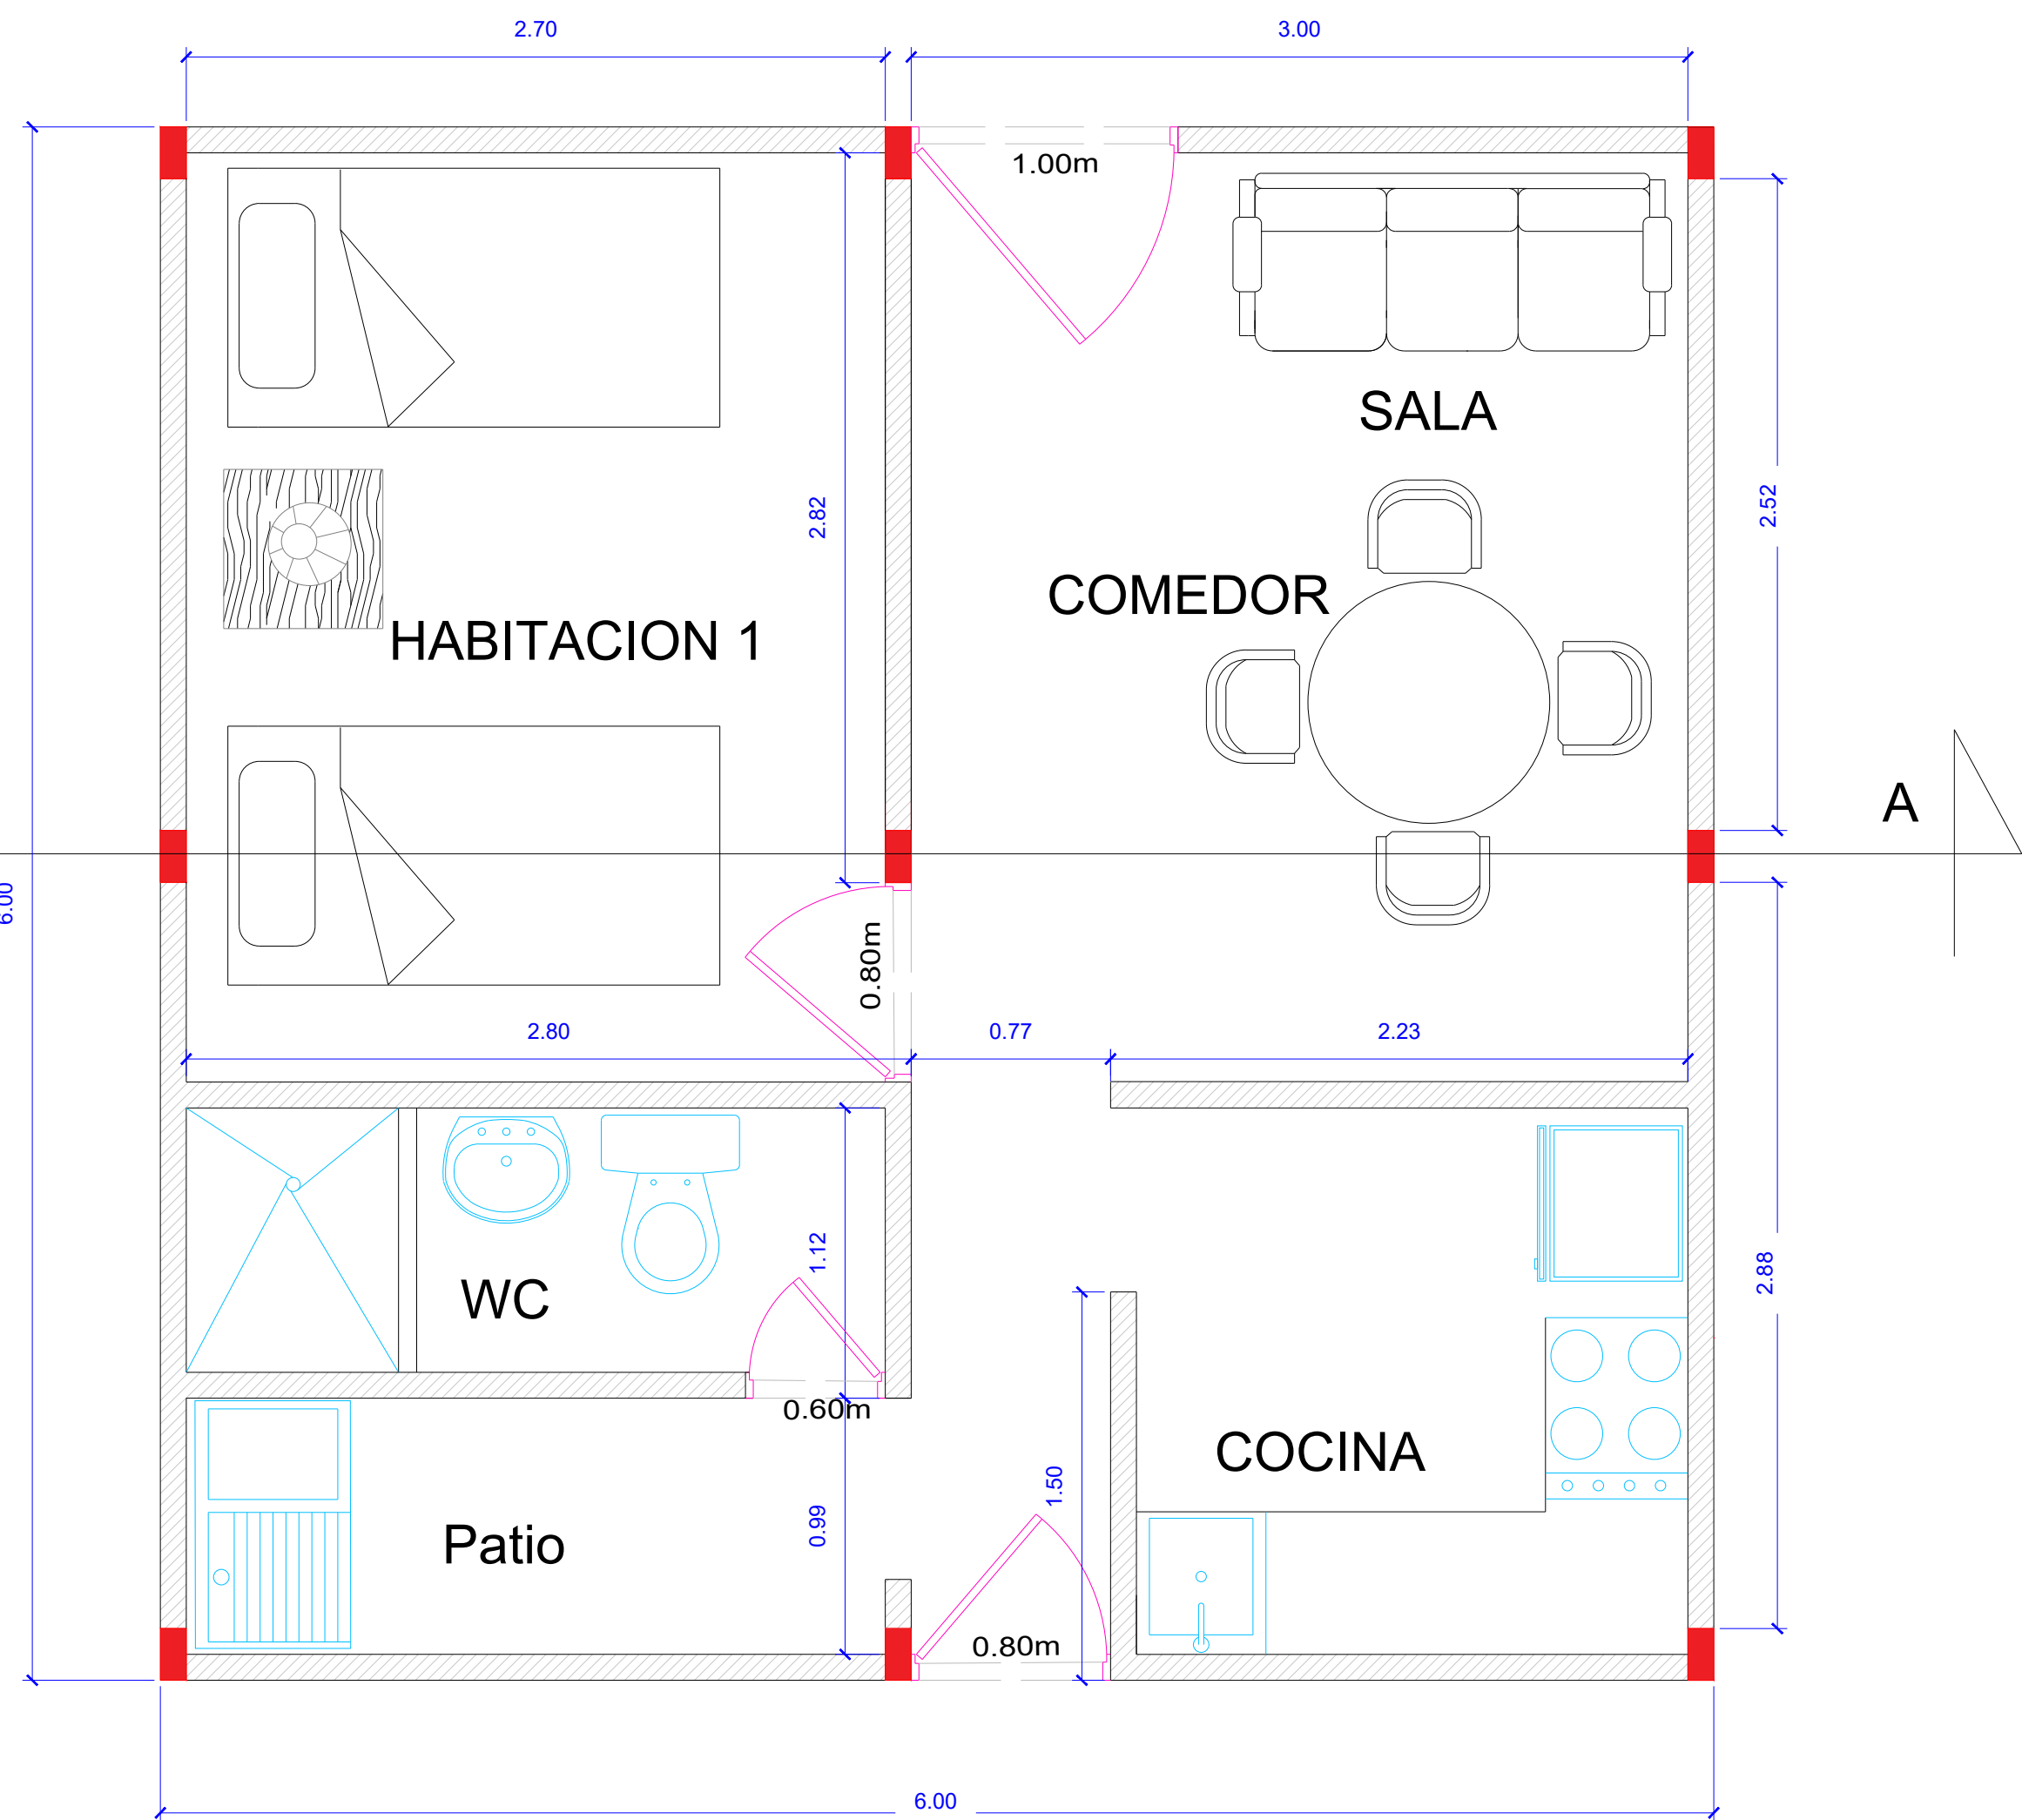 2.70
3.00
1.00m
SALA
2.82
2.52
COMEDOR
HABITACION 1
A
6.00
0.80m
2.80
0.77
2.23
1.12
2.88
WC
0.60m
COCINA
1.50
0.99
Patio
0.80m
6.00